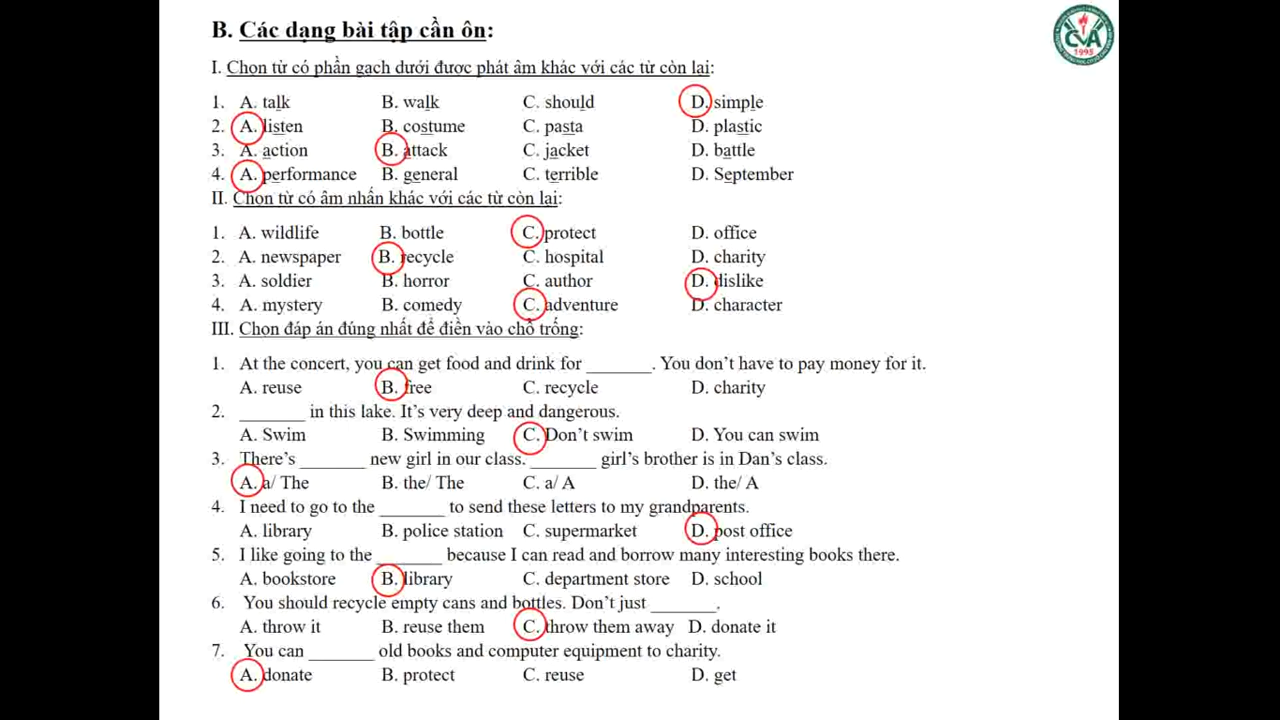 B. Các dạng bài tập cần ôn:
CVA
1995
I. Chọn từ có phần gạch dưới được phát âm khác với các từ còn lại:
1. A. talk B. walk C. should D. simple
2. A. listen B. costume C. pasta D. plastic
3. A. action B. attack C. jacket D. battle
4. A. performance B. general C. terrible D. September
II. Chọn từ có âm nhấn khác với các từ còn lại:
1. A. wildlife B. bottle C. protect D. office
2. A. newspaper B. recycle C. hospital D. charity
3. A. soldier B. horror C. author D. dislike
4. A. mystery B. comedy C. adventure D. character
III. Chọn đáp án đúng nhất để điền vào chỗ trống:
1. At the concert, you can get food and drink for _______. You don’t have to pay money for it.
A. reuse B. free C. recycle D. charity
2. _______ in this lake. It’s very deep and dangerous.
A. Swim B. Swimming C. Don’t swim D. You can swim
3. There’s _______ new girl in our class. _______ girl’s brother is in Dan’s class.
A. a/ The B. the/ The C. a/ A D. the/ A
4. I need to go to the _______ to send these letters to my grandparents.
A. library B. police station C. supermarket D. post office
5. I like going to the _______ because I can read and borrow many interesting books there.
A. bookstore B. library C. department store D. school
6. You should recycle empty cans and bottles. Don’t just _______.
A. throw it B. reuse them C. throw them away D. donate it
7. You can _______ old books and computer equipment to charity.
A. donate B. protect C. reuse D. get